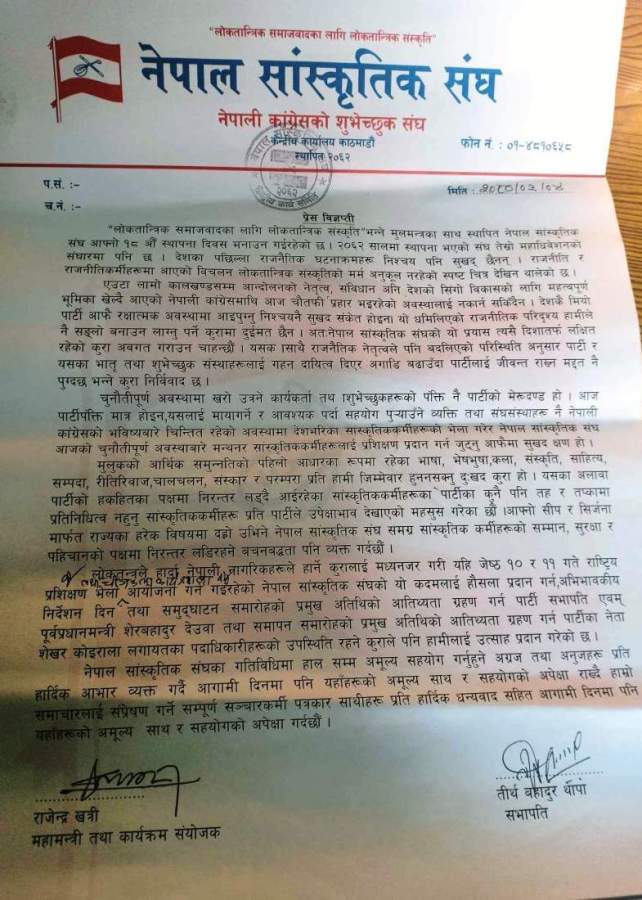 "लोकतान्त्रिक समाजवादका लागि लोकतान्त्रिक संस्कृति"
नेपाल सांस्कृतिक संघ
नेपाली कांग्रेसको शुभेच्छुक संघ
केन्द्रीय कार्यालय काठमाडौं
स्थापित २०६२
फोन नं. : ०१-४८१०६५८
प.सं. :-
मिति : २०८०/०२/०४
च.नं. :-
प्रेस विज्ञप्ती
"लोकतान्त्रिक समाजवादका लागि लोकतान्त्रिक संस्कृति"भन्ने मुलमन्त्रका साथ स्थापित नेपाल सांस्कृतिक
संघ आफ्नो १८ औं स्थापना दिवस मनाउन गईरहेको छ । २०६२ सालमा स्थापना भएको संघ तेस्रो महाधिवेशनको
संघारमा पनि छ । देशका पछिल्ला राजनैतिक घटनाक्रमहरू निश्चय पनि सुखद् छैनन् । राजनीति र
राजनीतिकर्मीहरूमा आएको विचलन लोकतान्त्रिक संस्कृतिको मर्म अनुकूल नरहेको स्पष्ट चित्र देखिन थालेको छ ।
एउटा लामो कालखण्डसम्म आन्दोलनको नेतृत्व, संविधान अनि देशको सिंगो विकासको लागि महत्वपूर्ण
भूमिका खेल्दै आएको नेपाली कांग्रेसमाथि आज चौतर्फी प्रहार भइरहेको अवस्थालाई नकार्न सकिँदैन । देशकै मियो
पार्टी आफै रक्षात्मक अवस्थामा आइपुग्नु निश्चयनै सुखद संकेत होइन। यो धमिलिएको राजनीतिक परिदृश्य हामीले
नै सङ्लो बनाउन लाग्नु पर्ने कुरामा दुईमत छैन । अतःनेपाल सांस्कृतिक संघको यो प्रयास त्यसै दिशातर्फ लक्षित
रहेको कुरा अवगत गराउन चाहन्छौं । यसका साथै राजनैतिक नेतृत्वले पनि बदलिएको परिस्थिति अनुसार पार्टी र
यसका भातृ तथा शुभेच्छुक संस्थाहरूलाई गहन दायित्व दिएर अगाडि बढाउँदा पार्टीलाई जीवान्त राख्न मद्दत नै
पुग्दछ भन्ने कुरा निर्विवाद छ ।
चुनौतीपूर्ण अवस्थामा खरो उत्रने कार्यकर्ता तथा शुभेच्छुकहरूको पंक्ति नै पार्टीको मेरूदण्ड हो । आज
पार्टीपंक्ति मात्र होइन,यसलाई मायागर्ने र आवश्यक पर्दा सहयोग पुऱ्याउँने व्यक्ति तथा संघसंस्थाहरू नै नेपाली
कांग्रेसको भविष्यबारे चिन्तित रहेको अवस्थामा देशभरिका सांस्कृतिककर्मीहरूको भेला गरेर नेपाल सांस्कृतिक संघ
आजको चुनौतीपूर्ण अवस्थाबारे मन्थनर सांस्कृतिककर्मीहरूलाई प्रशिक्षण प्रदान गर्न जुट्नु आफैमा सुखद क्षण हो ।
मुलुकको आर्थिक समुन्नतिको पहिलो आधारका रूपमा रहेका भाषा, भेषभुषा,कला, संस्कृति, साहित्य,
सम्पदा, रीतिरिवाज,चालचलन, संस्कार र परम्परा प्रति हामी जिम्मेवार हुननसक्नु दुःखद कुरा हो । यसका अलावा
पार्टीको हकहितका पक्षमा निरन्तर लड्दै आईरहेका सांस्कृतिककर्मीहरूका पार्टीका कुनै पनि तह र तप्कामा
प्रतिनिधित्व नहुनु सांस्कृतिककर्मी प्रति पार्टीले उपेक्षाभाव देखाएको महसुस गरेका छौं ।आफ्नो सीप र सिर्जना
मार्फत राज्यका हरेक विषयमा दह्रो उभिने नेपाल सांस्कृतिक संघ समग्र सांस्कृतिक कर्मीहरूको सम्मान, सुरक्षा र
पहिचानको पक्षमा निरन्तर लडिरहने बचनबद्धता पनि व्यक्त गर्दछौं ।
लोकतन्त्रले हार्दा नेपाली नागरिकहरूले हार्ने कुरालाई मध्यनजर गरी यहि जेष्ठ १० र ११ गते राष्ट्रिय
प्रशिक्षण भेला आयोजना गर्न गईरहेको नेपाल सांस्कृतिक संघको यो कदमलाई हौसला प्रदान गर्न,अभिभावकीय
निर्देशन दिन तथा समुद्घाटन समारोहको प्रमुख अतिथिको आतिथ्यता ग्रहण गर्न पार्टी सभापति एवम्
पूर्वप्रधानमन्त्री शेरबहादुर देउवा तथा समापन समारोहको प्रमुख अतिथिको आतिथ्यता ग्रहण गर्न पार्टीका नेता
शेखर कोइराला लगायतका पदाधिकारीहरूको उपस्थिति रहने कुराले पनि हामीलाई उत्साह प्रदान गरेको छ ।
नेपाल सांस्कृतिक संघका गतिविधिमा हाल सम्म अमूल्य सहयोग गर्नुहुने अग्रज तथा अनुजहरू प्रति
हार्दिक आभार व्यक्त गर्दै आगामी दिनमा पनि यहाँहरूको अमूल्य साथ र सहयोगको अपेक्षा राख्दै हाम्रो
समाचारलाई संप्रेषण गर्ने सम्पूर्ण सञ्चारकर्मी पत्रकार साथीहरू प्रति हार्दिक धन्यवाद सहित आगामी दिनमा पनि
यहाँहरूको अमूल्य साथ र सहयोगको अपेक्षा गर्दछौं ।
राजेन्द्र खत्री
महामन्त्री तथा कार्यक्रम संयोजक
तीर्थ बहादुर थापा
सभापति